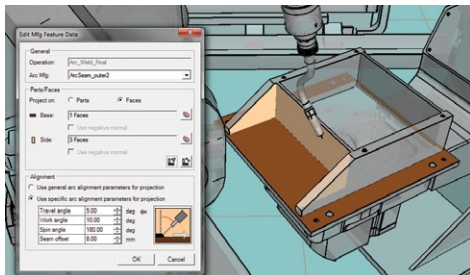 Edit Mfg Feature Data
General
Operation: Arc_Weld_Final
Arc Mfg: ArcSeam_outer2
Parts/Faces
Project on: Parts Faces
Base: 1 Faces
Use negative normal
Side: 3 Faces
Use negative normal
Alignment
Use general arc alignment parameters for projection
Use specific arc alignment parameters for projection
Travel angle 5.00 deg
Work angle 10.00 deg
Spin angle 180.00 deg
Seam offset 8.00 mm
OK Cancel